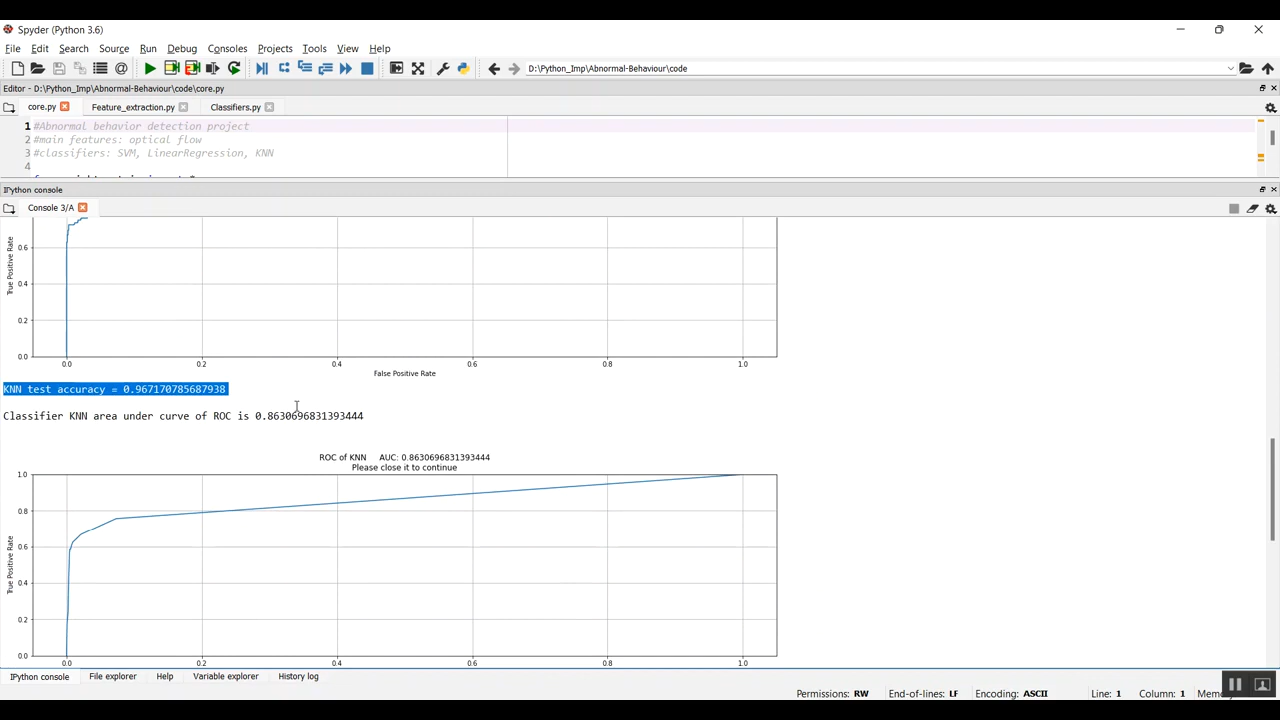 Spyder (Python 3.6)
File Edit Search Source Run Debug Consoles Projects Tools View Help
D:\Python_Imp\Abnormal-Behaviour\code
Editor - D:\Python_Imp\Abnormal-Behaviour\code\core.py
core.py Feature_extraction.py Classifiers.py
1 #Abnormal behavior detection project
2 #main features: optical flow
3 #classifiers: SVM, LinearRegression, KNN
4
IPython console
Console 3/A
True Positive Rate
0.6
0.4
0.2
0.0
0.0 0.2 0.4 0.6 0.8 1.0
False Positive Rate
KNN test accuracy = 0.967170785687938
Classifier KNN area under curve of ROC is 0.8630696831393444
ROC of KNN AUC: 0.8630696831393444
Please close it to continue
True Positive Rate
1.0
0.8
0.6
0.4
0.2
0.0
0.0 0.2 0.4 0.6 0.8 1.0
IPython console File explorer Help Variable explorer History log
Permissions: RW End-of-lines: LF Encoding: ASCII Line: 1 Column: 1